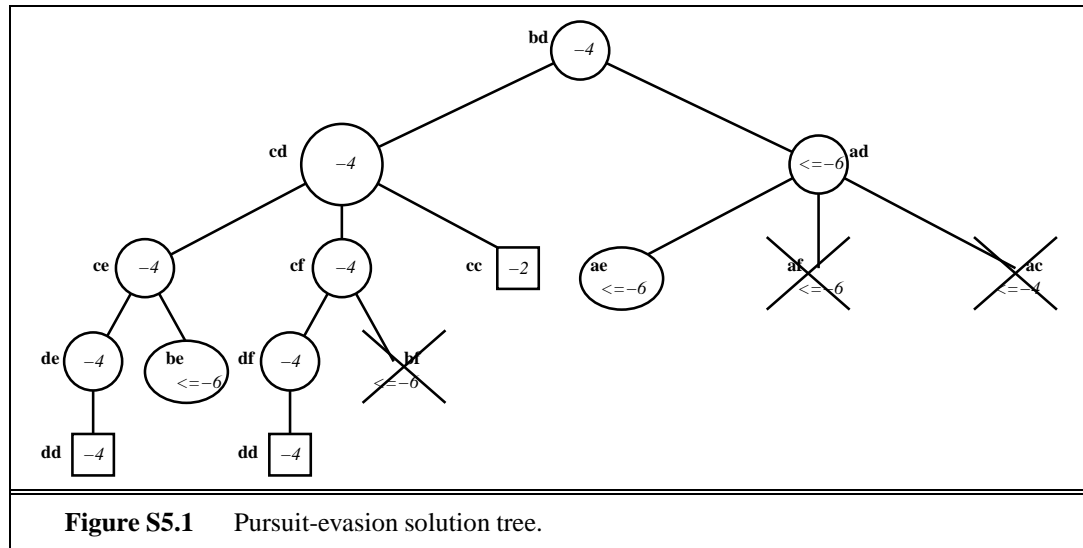 bd −4
cd −4
ad <=−6
ce −4
cf −4
cc −2
ae <=−6
af <=−6
ac <=−4
de −4
be <=−6
df −4
bf <=−6
dd −4
dd −4
Figure S5.1 Pursuit-evasion solution tree.